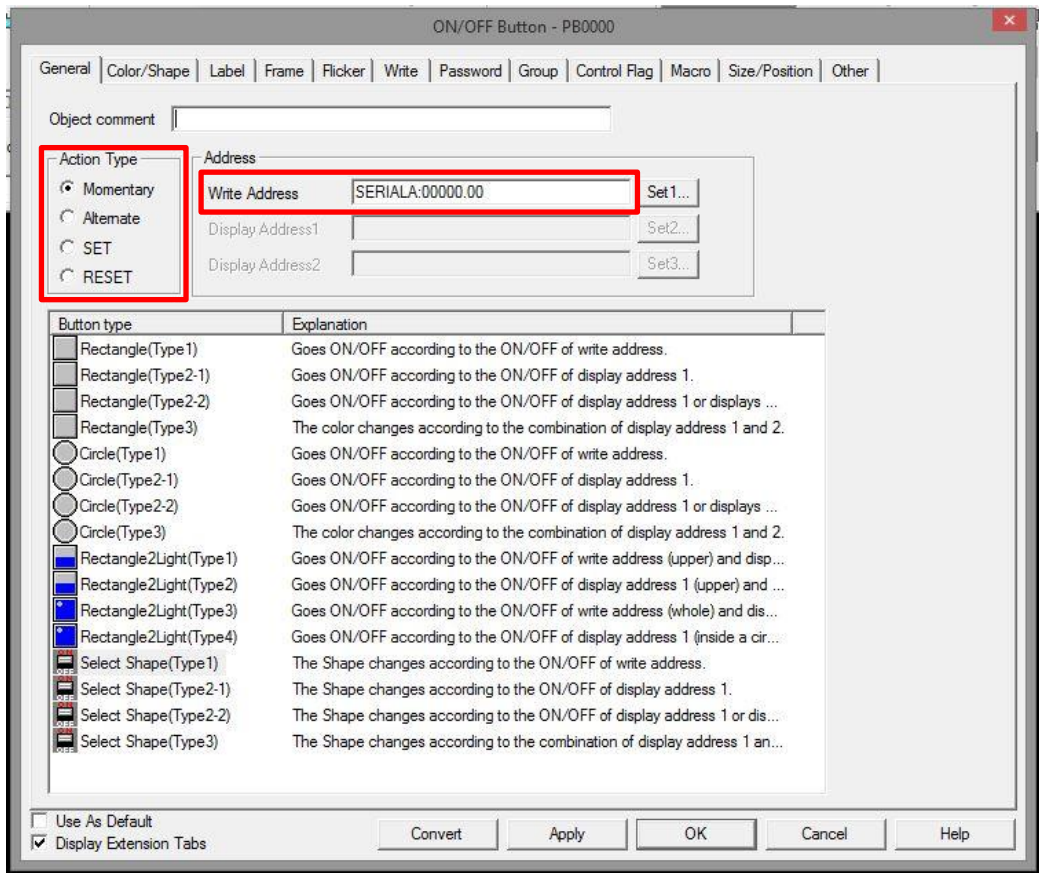 ON/OFF Button - PB0000
General Color/Shape Label Frame Flicker Write Password Group Control Flag Macro Size/Position Other
Object comment
Action Type
Momentary
Alternate
SET
RESET
Address
Write Address SERIALA:00000.00 Set1...
Display Address1 Set2...
Display Address2 Set3...
Button type Explanation
Rectangle(Type1) Goes ON/OFF according to the ON/OFF of write address.
Rectangle(Type2-1) Goes ON/OFF according to the ON/OFF of display address 1.
Rectangle(Type2-2) Goes ON/OFF according to the ON/OFF of display address 1 or displays ...
Rectangle(Type3) The color changes according to the combination of display address 1 and 2.
Circle(Type1) Goes ON/OFF according to the ON/OFF of write address.
Circle(Type2-1) Goes ON/OFF according to the ON/OFF of display address 1.
Circle(Type2-2) Goes ON/OFF according to the ON/OFF of display address 1 or displays ...
Circle(Type3) The color changes according to the combination of display address 1 and 2.
Rectangle2Light(Type1) Goes ON/OFF according to the ON/OFF of write address (upper) and disp...
Rectangle2Light(Type2) Goes ON/OFF according to the ON/OFF of display address 1 (upper) and ...
Rectangle2Light(Type3) Goes ON/OFF according to the ON/OFF of write address (whole) and dis...
Rectangle2Light(Type4) Goes ON/OFF according to the ON/OFF of display address 1 (inside a cir...
Select Shape(Type1) The Shape changes according to the ON/OFF of write address.
Select Shape(Type2-1) The Shape changes according to the ON/OFF of display address 1.
Select Shape(Type2-2) The Shape changes according to the ON/OFF of display address 1 or dis...
Select Shape(Type3) The Shape changes according to the combination of display address 1 an...
Use As Default
Display Extension Tabs
Convert Apply OK Cancel Help